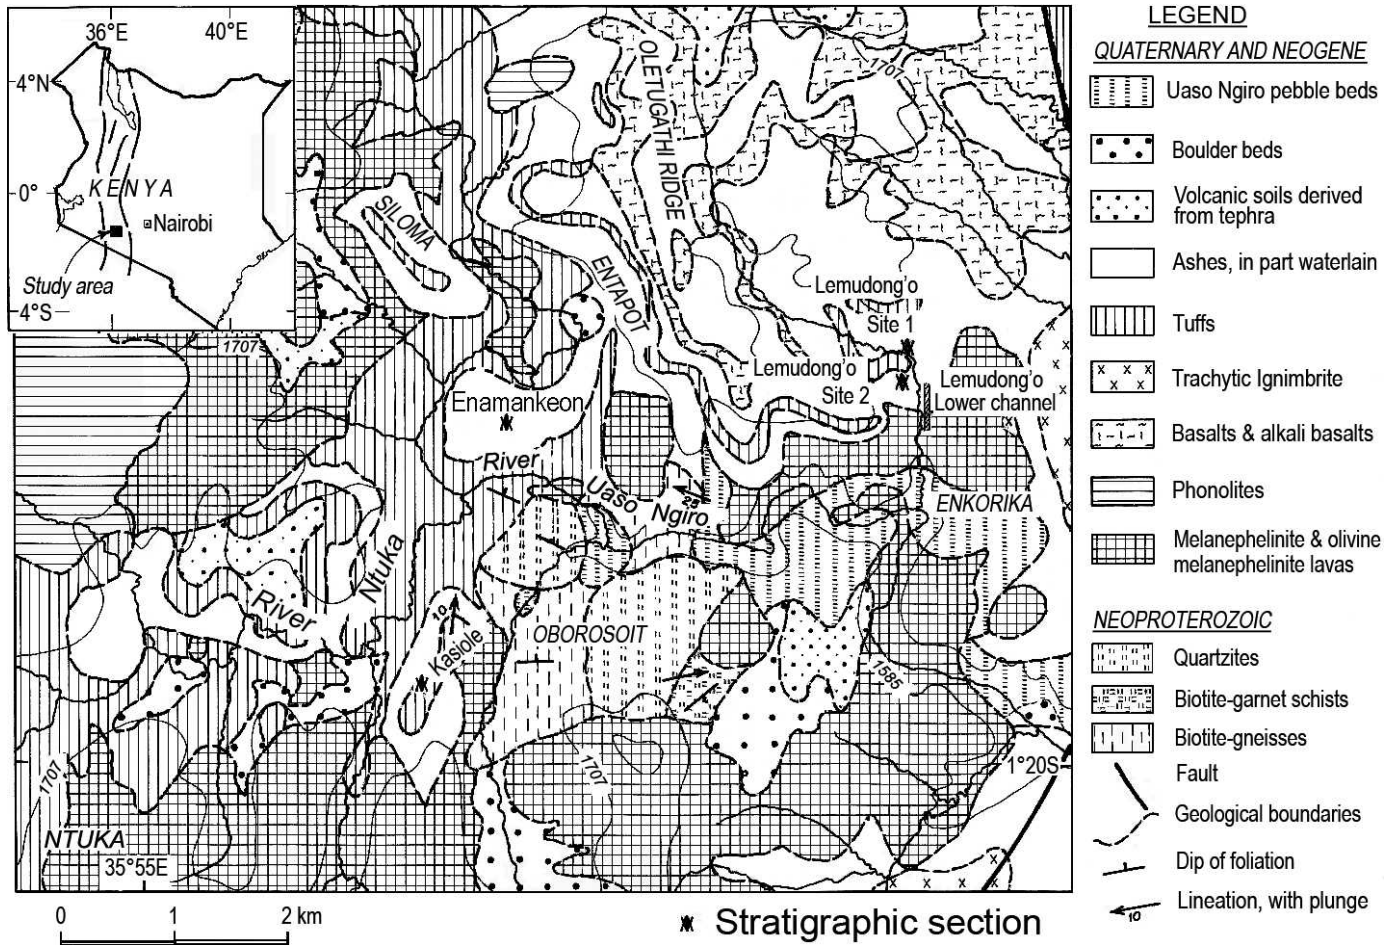 36°E
40°E
4°N
0°
KENYA
Nairobi
Study area
4°S
1707
OLETUGATHI RIDGE
1707
SILOMA
ENTAPOT
Lemudong'o
Site 1
Lemudong'o
Site 2
Lemudong'o
Lower channel
Enamankeon
River
Uaso
Ngiro
28
ENKORIKA
Ntuka
River
10
Kasiole
OBOROSOIT
1585
1707
1707
1°20S
NTUKA
35°55E
0 1 2 km
Stratigraphic section
LEGEND
QUATERNARY AND NEOGENE
Uaso Ngiro pebble beds
Boulder beds
Volcanic soils derived
from tephra
Ashes, in part waterlain
Tuffs
Trachytic Ignimbrite
Basalts & alkali basalts
Phonolites
Melanephelinite & olivine
melanephelinite lavas
NEOPROTEROZOIC
Quartzites
Biotite-garnet schists
Biotite-gneisses
Fault
Geological boundaries
Dip of foliation
Lineation, with plunge
10